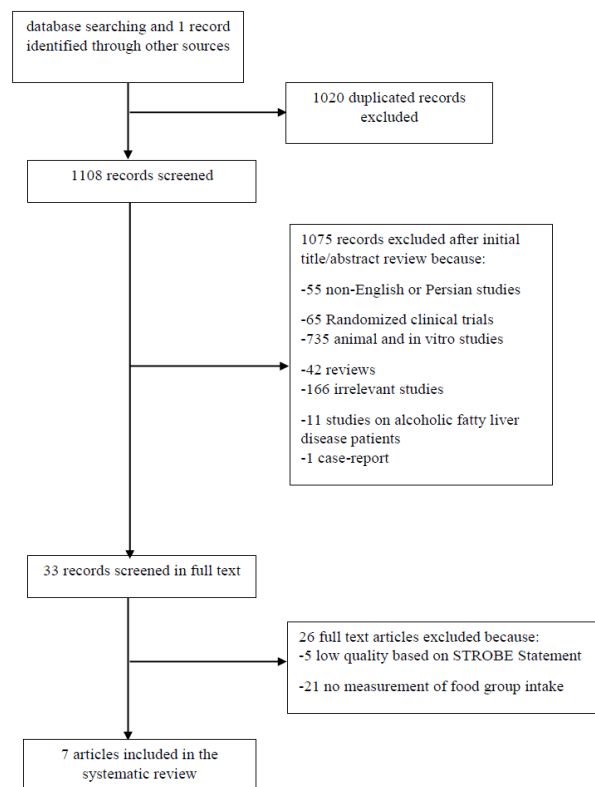 database searching and 1 record
identified through other sources
1020 duplicated records
excluded
1108 records screened
1075 records excluded after initial
title/abstract review because:
-55 non-English or Persian studies
-65 Randomized clinical trials
-735 animal and in vitro studies
-42 reviews
-166 irrelevant studies
-11 studies on alcoholic fatty liver
disease patients
-1 case-report
33 records screened in full text
26 full text articles excluded because:
-5 low quality based on STROBE Statement
-21 no measurement of food group intake
7 articles included in the
systematic review